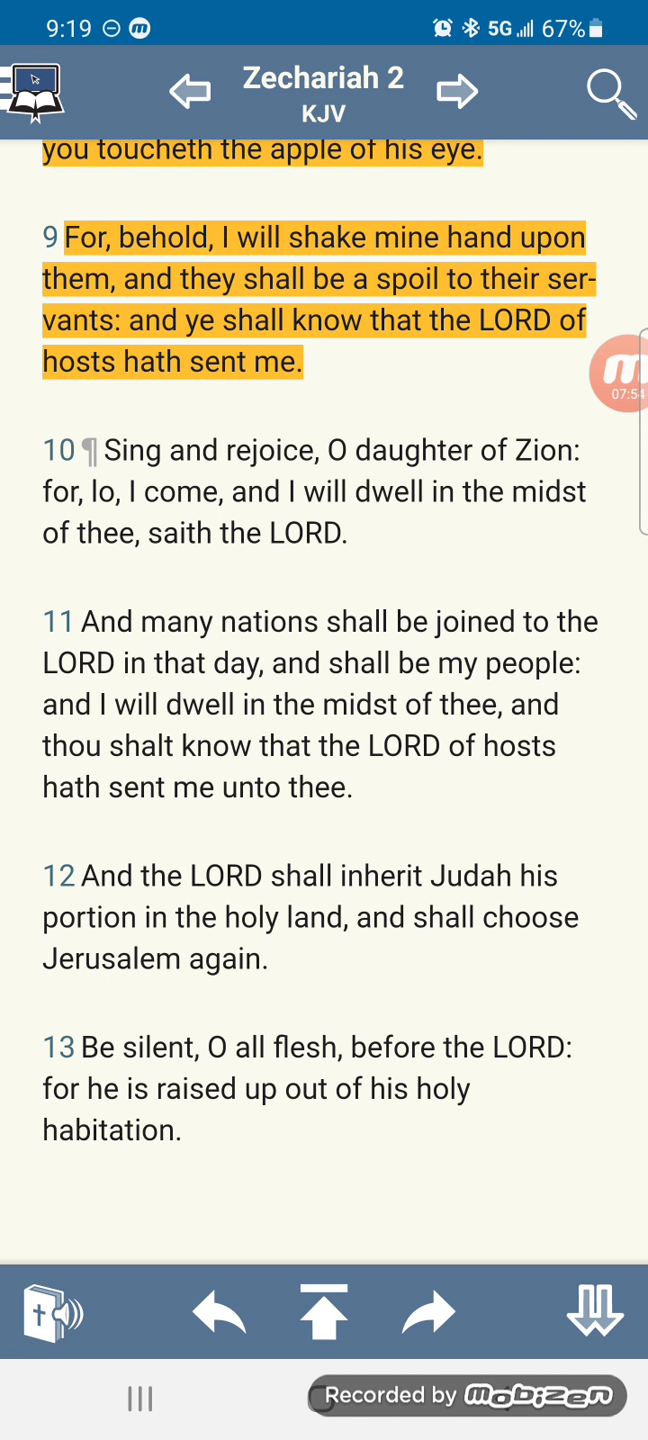 9:19 m 5G 67%
Zechariah 2
KJV
you toucheth the apple of his eye.
9 For, behold, I will shake mine hand upon
them, and they shall be a spoil to their ser-
vants: and ye shall know that the LORD of
hosts hath sent me.
m
07:54
10 ¶ Sing and rejoice, O daughter of Zion:
for, lo, I come, and I will dwell in the midst
of thee, saith the LORD.
11 And many nations shall be joined to the
LORD in that day, and shall be my people:
and I will dwell in the midst of thee, and
thou shalt know that the LORD of hosts
hath sent me unto thee.
12 And the LORD shall inherit Judah his
portion in the holy land, and shall choose
Jerusalem again.
13 Be silent, O all flesh, before the LORD:
for he is raised up out of his holy
habitation.
Recorded by mobizen